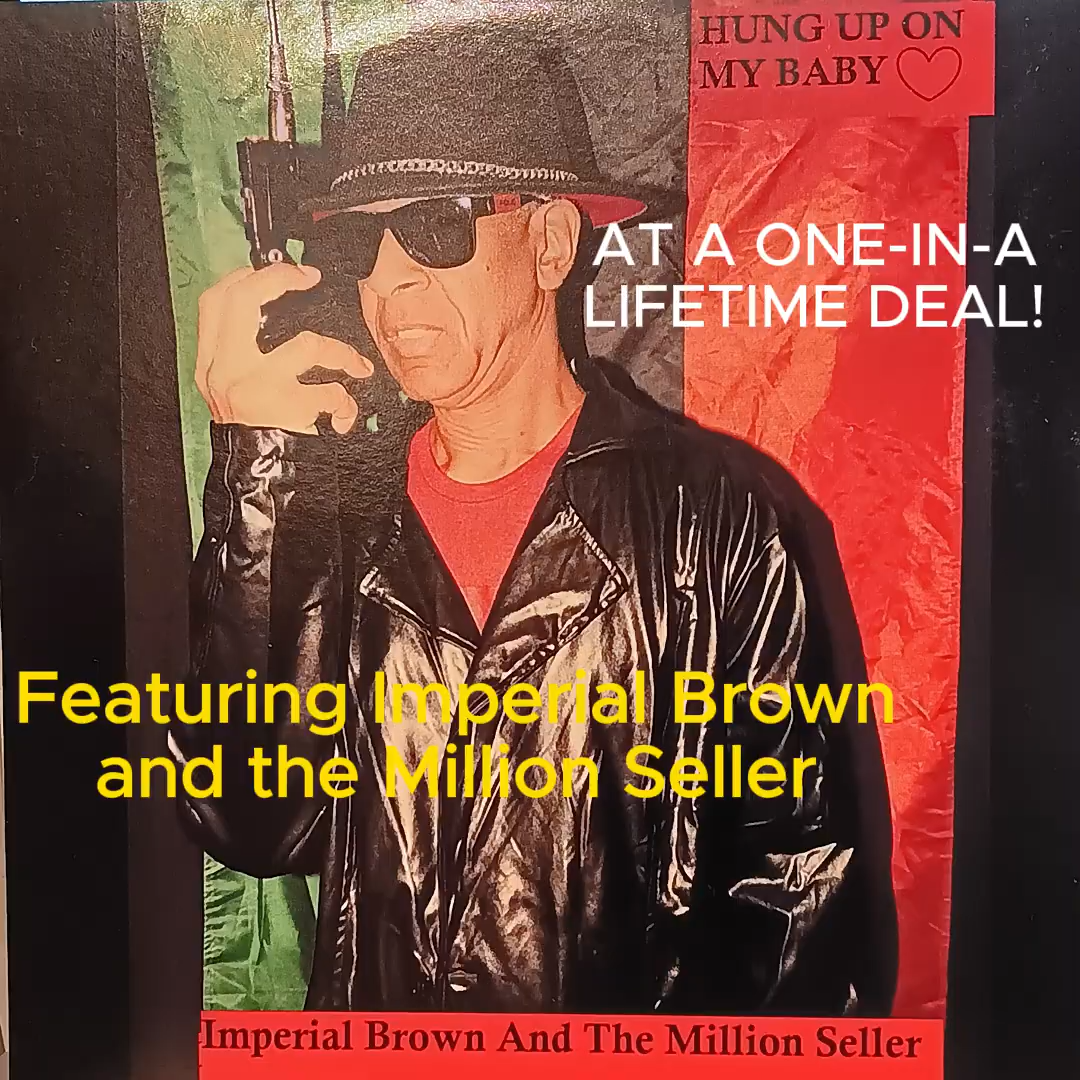 HUNG UP ON
MY BABY
AT A ONE-IN-A
LIFETIME DEAL!
Featuring Imperial Brown
and the Million Seller
Imperial Brown And The Million Seller